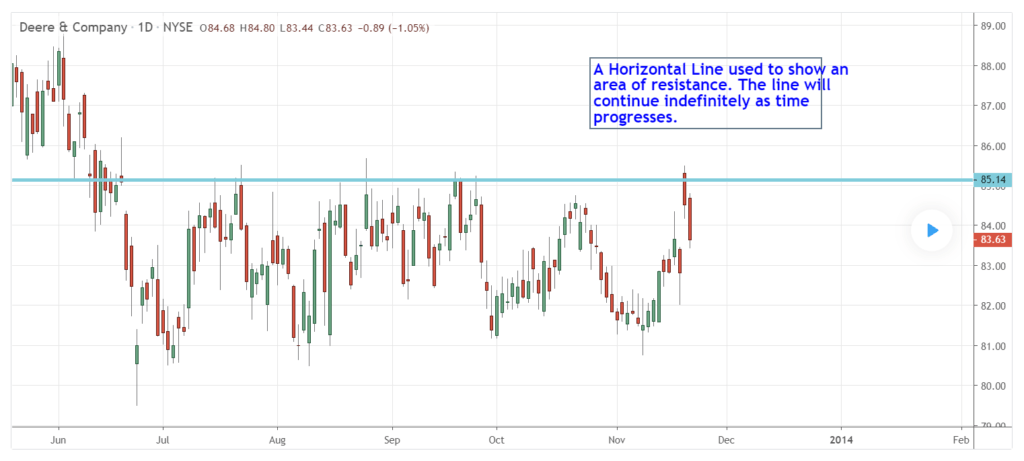 Deere & Company · 1D · NYSE O84.68 H84.80 L83.44 C83.63 −0.89 (−1.05%)
A Horizontal Line used to show an
area of resistance. The line will
continue indefinitely as time
progresses.
89.00
88.00
87.00
86.00
85.14
85.00
84.00
83.63
83.00
82.00
81.00
80.00
79.00
Jun Jul Aug Sep Oct Nov Dec 2014 Feb